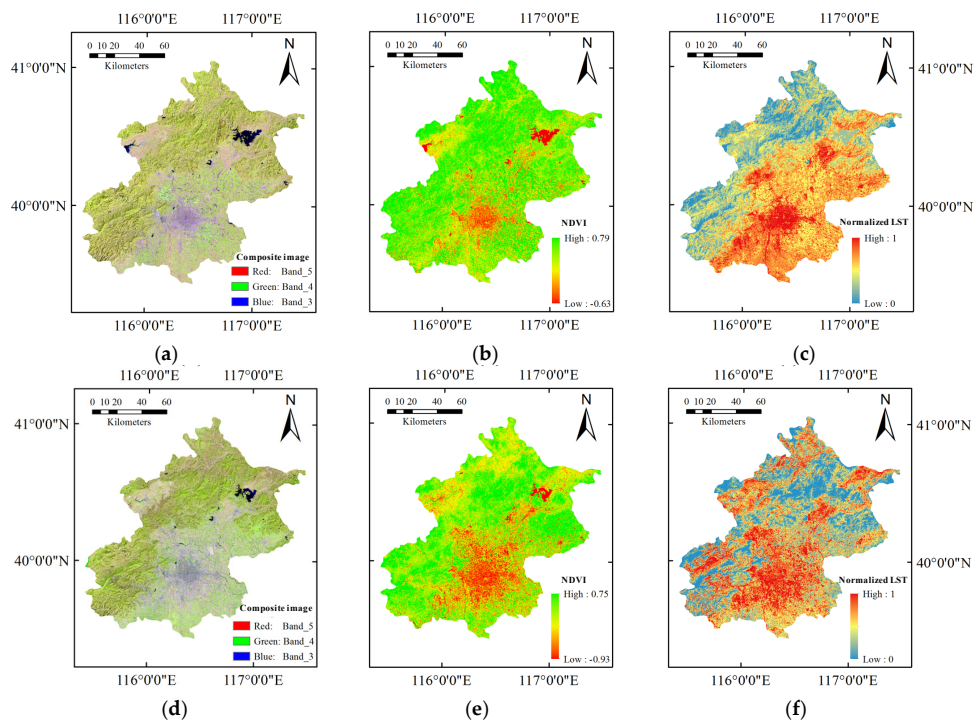 116°0'0"E 117°0'0"E 116°0'0"E 117°0'0"E 116°0'0"E 117°0'0"E
0 10 20 40 60
Kilometers
N
0 10 20 40 60
Kilometers
N
0 10 20 40 60
Kilometers
N
41°0'0"N 41°0'0"N
40°0'0"N 40°0'0"N
Composite image
Red: Band_5
Green: Band_4
Blue: Band_3
NDVI
High : 0.79
Low : -0.63
Normalized LST
High : 1
Low : 0
116°0'0"E 117°0'0"E 116°0'0"E 117°0'0"E 116°0'0"E 117°0'0"E
(a) (b) (c)
116°0'0"E 117°0'0"E 116°0'0"E 117°0'0"E 116°0'0"E 117°0'0"E
0 10 20 40 60
Kilometers
N
0 10 20 40 60
Kilometers
N
0 10 20 40 60
Kilometers
N
41°0'0"N 41°0'0"N
40°0'0"N 40°0'0"N
Composite image
Red: Band_5
Green: Band_4
Blue: Band_3
NDVI
High : 0.75
Low : -0.93
Normalized LST
High : 1
Low : 0
116°0'0"E 117°0'0"E 116°0'0"E 117°0'0"E 116°0'0"E 117°0'0"E
(d) (e) (f)